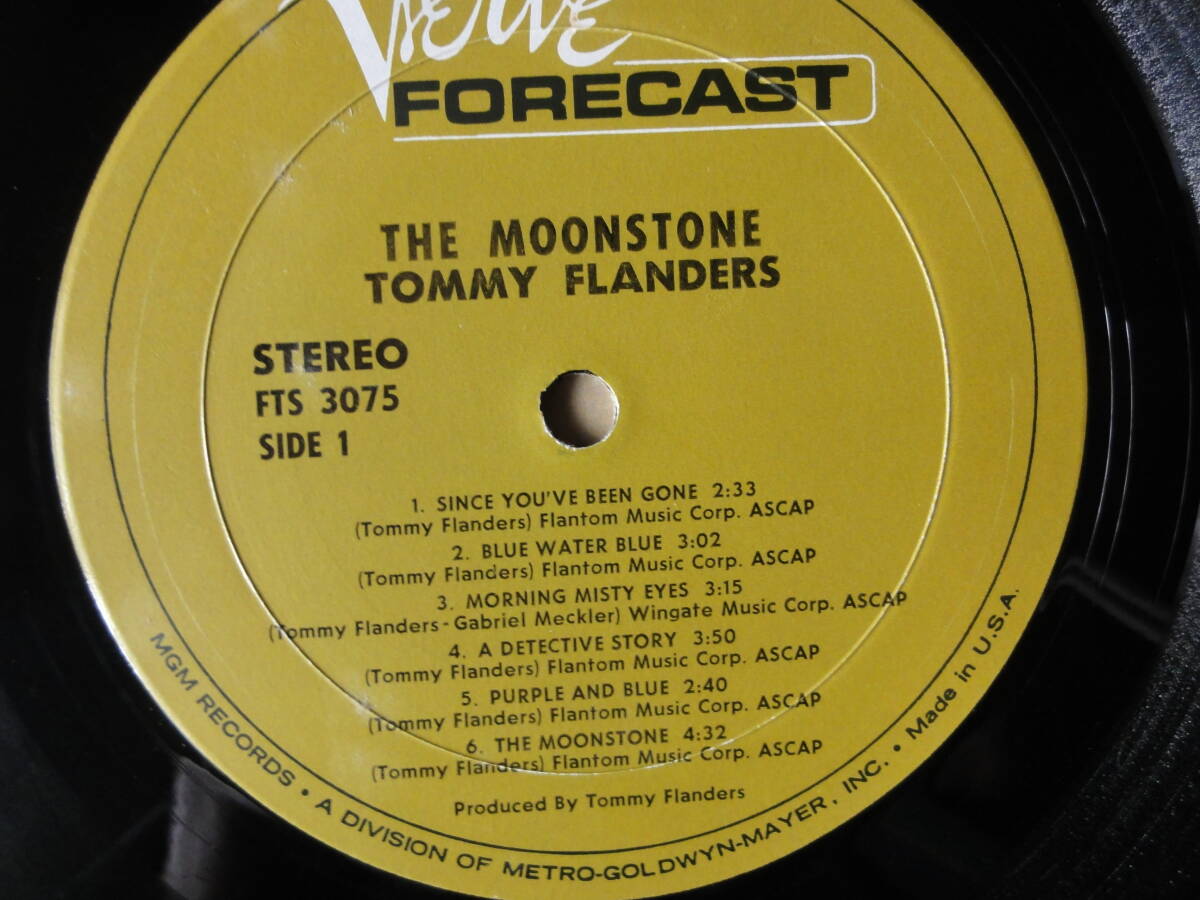 Verve
FORECAST
THE MOONSTONE
TOMMY FLANDERS
STEREO
FTS 3075
SIDE 1
1. SINCE YOU'VE BEEN GONE 2:33
(Tommy Flanders) Flantom Music Corp. ASCAP
2. BLUE WATER BLUE 3:02
(Tommy Flanders) Flantom Music Corp. ASCAP
3. MORNING MISTY EYES 3:15
(Tommy Flanders - Gabriel Meckler) Wingate Music Corp. ASCAP
4. A DETECTIVE STORY 3:50
(Tommy Flanders) Flantom Music Corp. ASCAP
5. PURPLE AND BLUE 2:40
(Tommy Flanders) Flantom Music Corp. ASCAP
6. THE MOONSTONE 4:32
(Tommy Flanders) Flantom Music Corp. ASCAP
Produced By Tommy Flanders
MGM RECORDS • A DIVISION OF METRO-GOLDWYN-MAYER, INC. • Made in U.S.A.